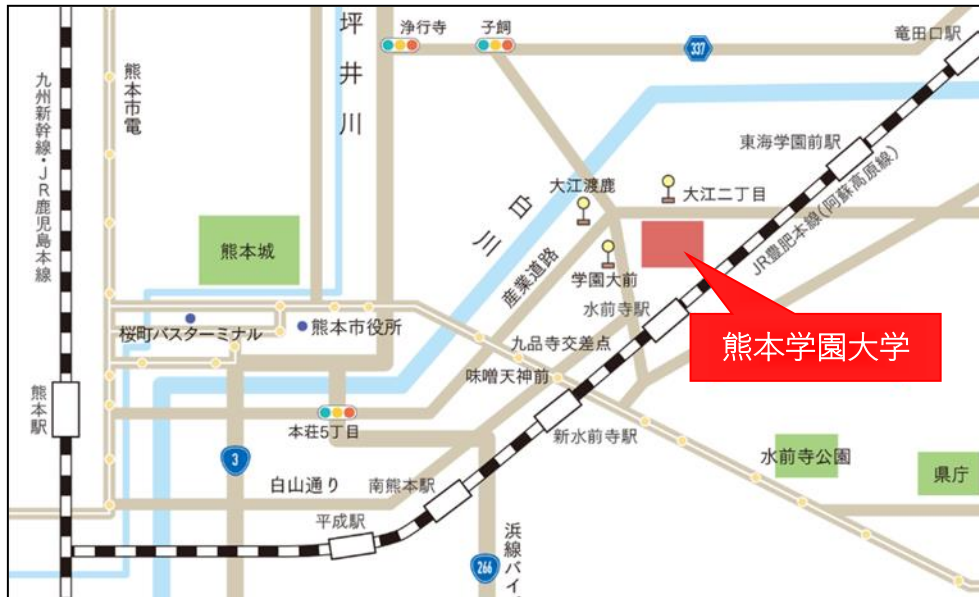 浄行寺
子飼
337
竜田口駅
坪井川
熊本市電
九州新幹線・JR鹿児島本線
東海学園前駅
大江渡鹿
大江二丁目
白川
JR豊肥本線(阿蘇高原線)
熊本城
産業道路
学園大前
水前寺駅
桜町バスターミナル
熊本市役所
九品寺交差点
熊本学園大学
味噌天神前
熊本駅
本荘5丁目
新水前寺駅
3
水前寺公園
県庁
白山通り
南熊本駅
平成駅
266
浜線バイ